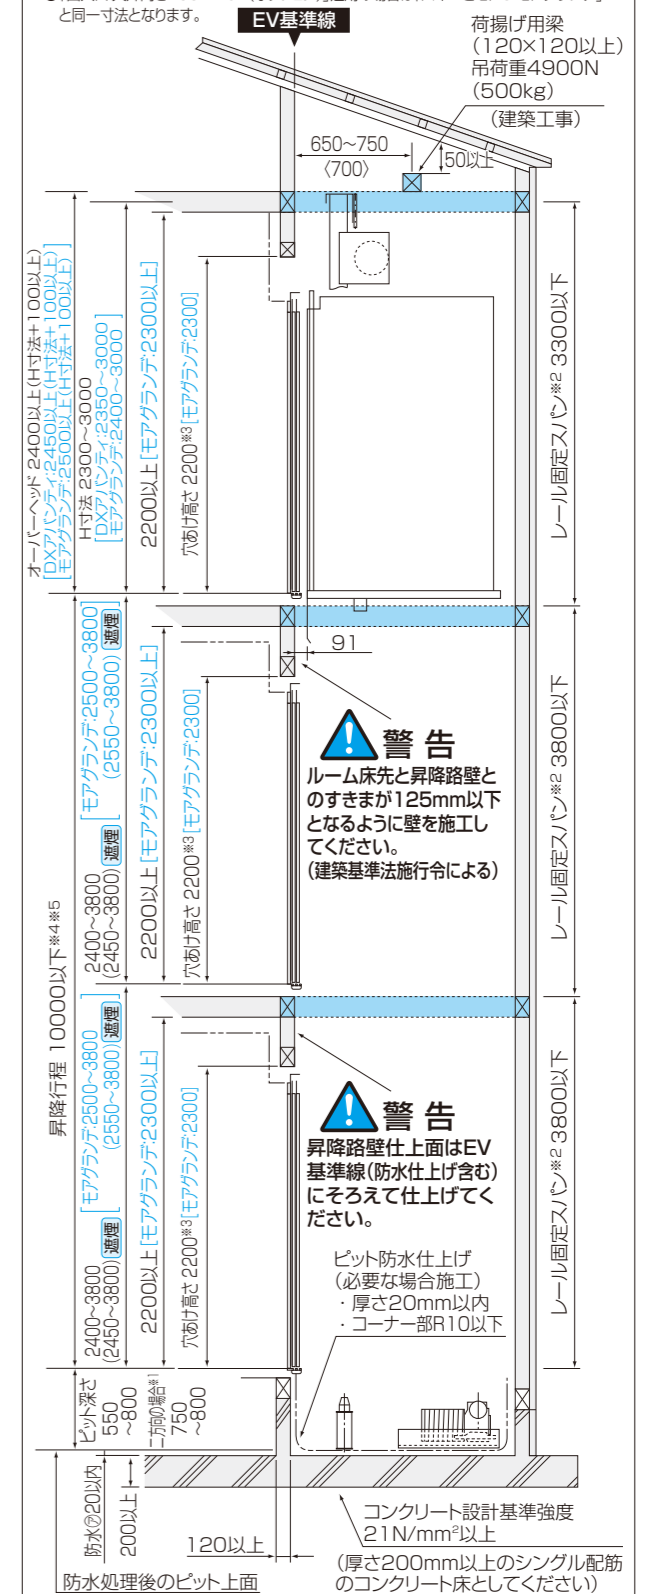 と同一寸法となります。
EV基準線
荷揚げ用梁
(120×120以上)
吊荷重4900N
(500kg)
(建築工事)
650~750
〈700〉
50以上
オーバーヘッド 2400以上(H寸法+100以上)
[DXアバンティ:2450以上(H寸法+100以上)
モアグランデ:2500以上(H寸法+100以上)]
H寸法 2300~3000
[DXアバンティ:2350~3000
モアグランデ:2400~3000]
2200以上[モアグランデ:2300以上]
穴あけ高さ 2200※3[モアグランデ:2300]
レール固定スパン※2 3300以下
91
警告
ルーム床先と昇降路壁と
のすきまが125mm以下
となるように壁を施工し
てください。
(建築基準法施行令による)
昇降行程 10000以下※4※5
2400~3800
(2450~3800) 遮煙
[モアグランデ:2500~3800
(2550~3800) 遮煙]
2200以上[モアグランデ:2300以上]
穴あけ高さ 2200※3[モアグランデ:2300]
レール固定スパン※2 3800以下
警告
昇降路壁仕上面はEV
基準線(防水仕上げ含む)
にそろえて仕上げてく
ださい。
2400~3800
(2450~3800) 遮煙
[モアグランデ:2500~3800
(2550~3800) 遮煙]
2200以上[モアグランデ:2300以上]
穴あけ高さ 2200※3[モアグランデ:2300]
レール固定スパン※2 3800以下
ピット防水仕上げ
(必要な場合施工)
・厚さ20mm以内
・コーナー部R10以下
ピット深さ
550
~800
二方向の場合※1
750
~800
防水㋐20以内
200以上
120以上
防水処理後のピット上面
コンクリート設計基準強度
21N/mm²以上
(厚さ200mm以上のシングル配筋
のコンクリート床としてください)